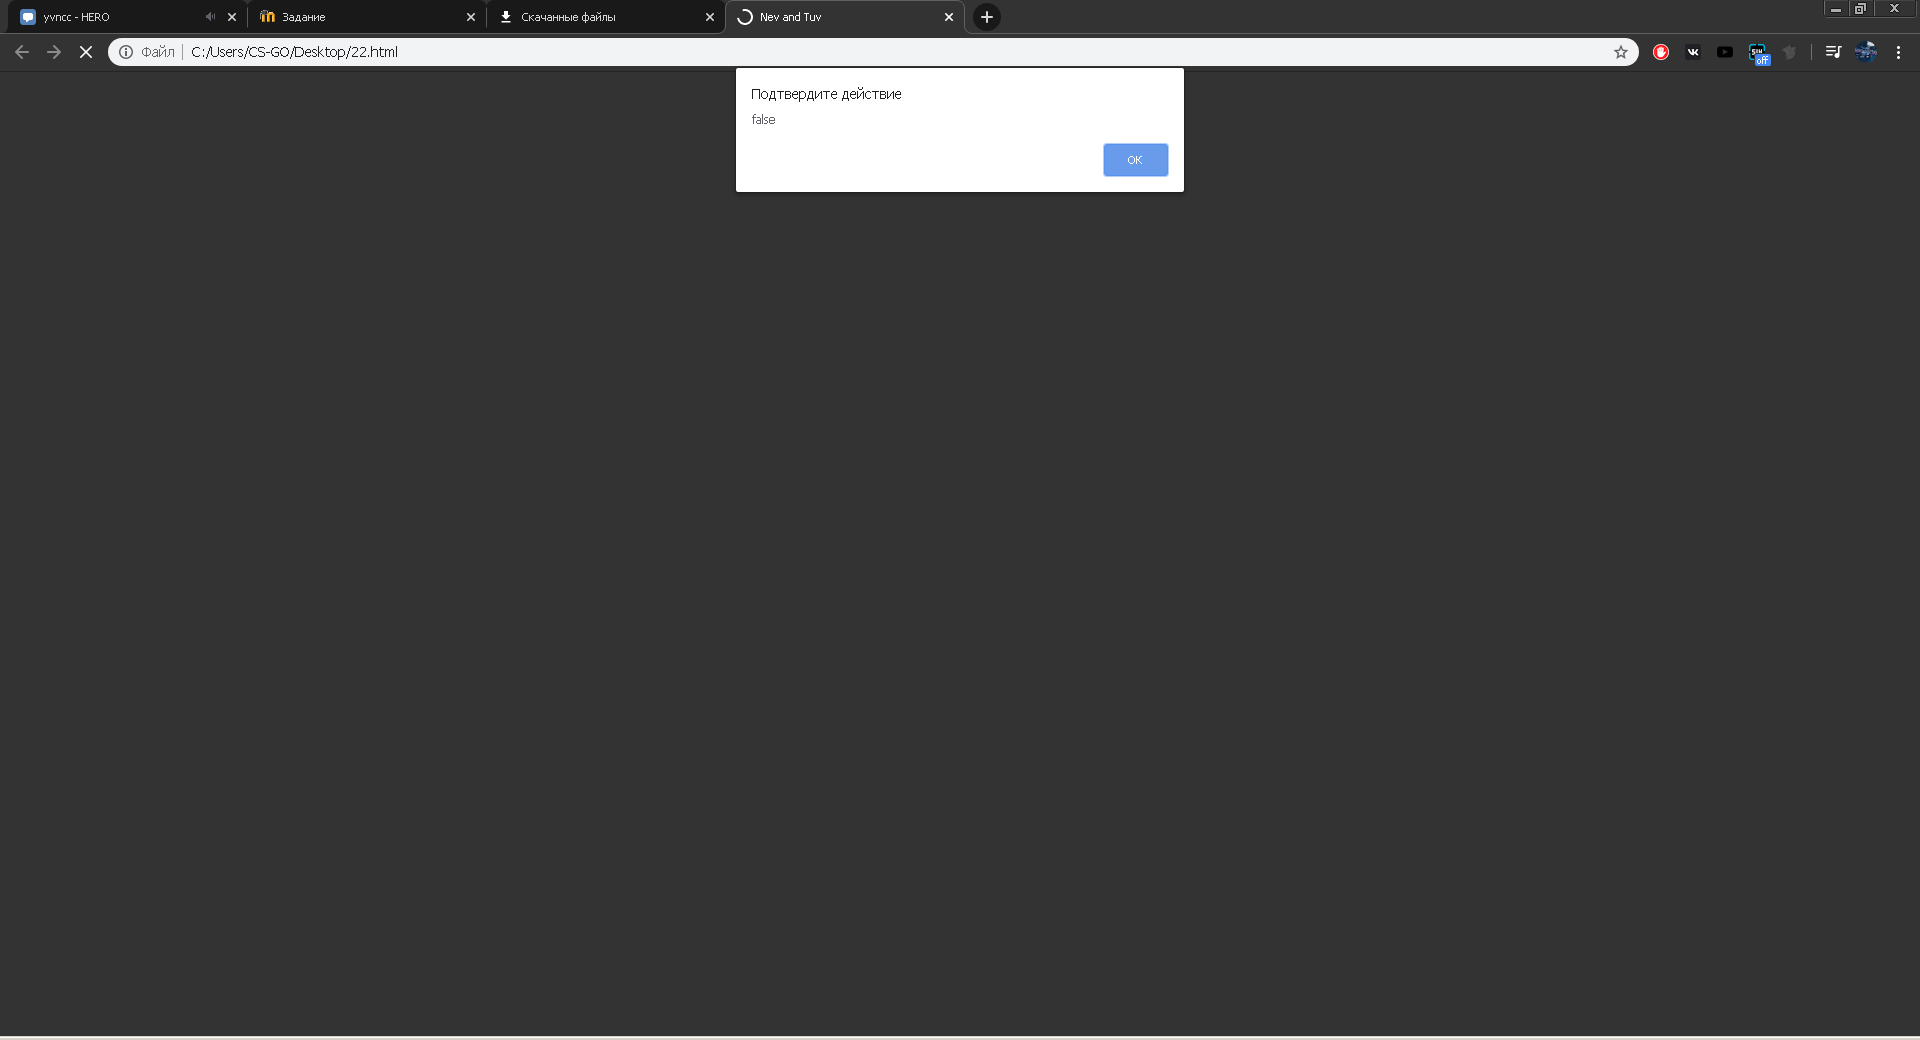 yvncc - HERO
Задание
Скачанные файлы
Nev and Tuv
Файл
C:/Users/CS-GO/Desktop/22.html
off
Подтвердите действие
false
OK